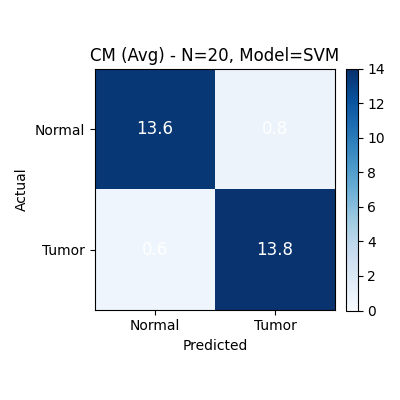 CM (Avg) - N=20, Model=SVM
Actual
Normal
13.6
0.8
Tumor
0.6
13.8
Normal
Tumor
Predicted
14
12
10
8
6
4
2
0